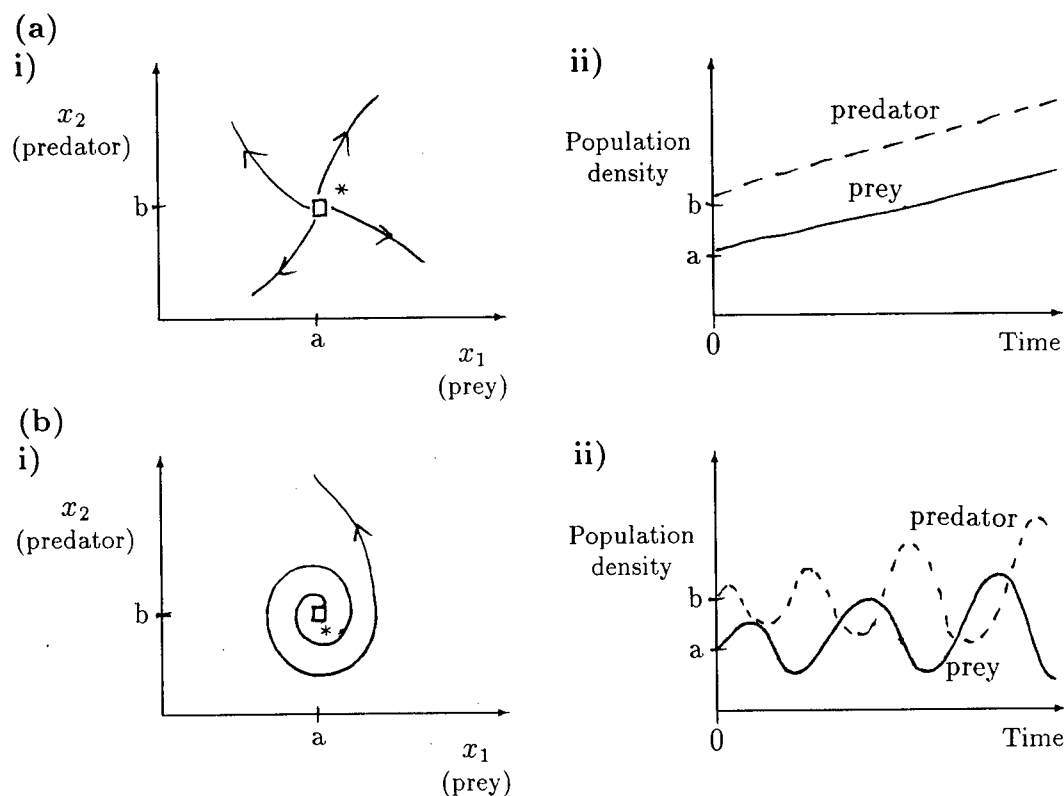 (a)
i)
x₂
(predator)
*
b
a
x₁
(prey)
ii)
Population
density
predator
prey
b
a
0
Time
(b)
i)
x₂
(predator)
b
*
a
x₁
(prey)
ii)
Population
density
predator
b
a
prey
0
Time